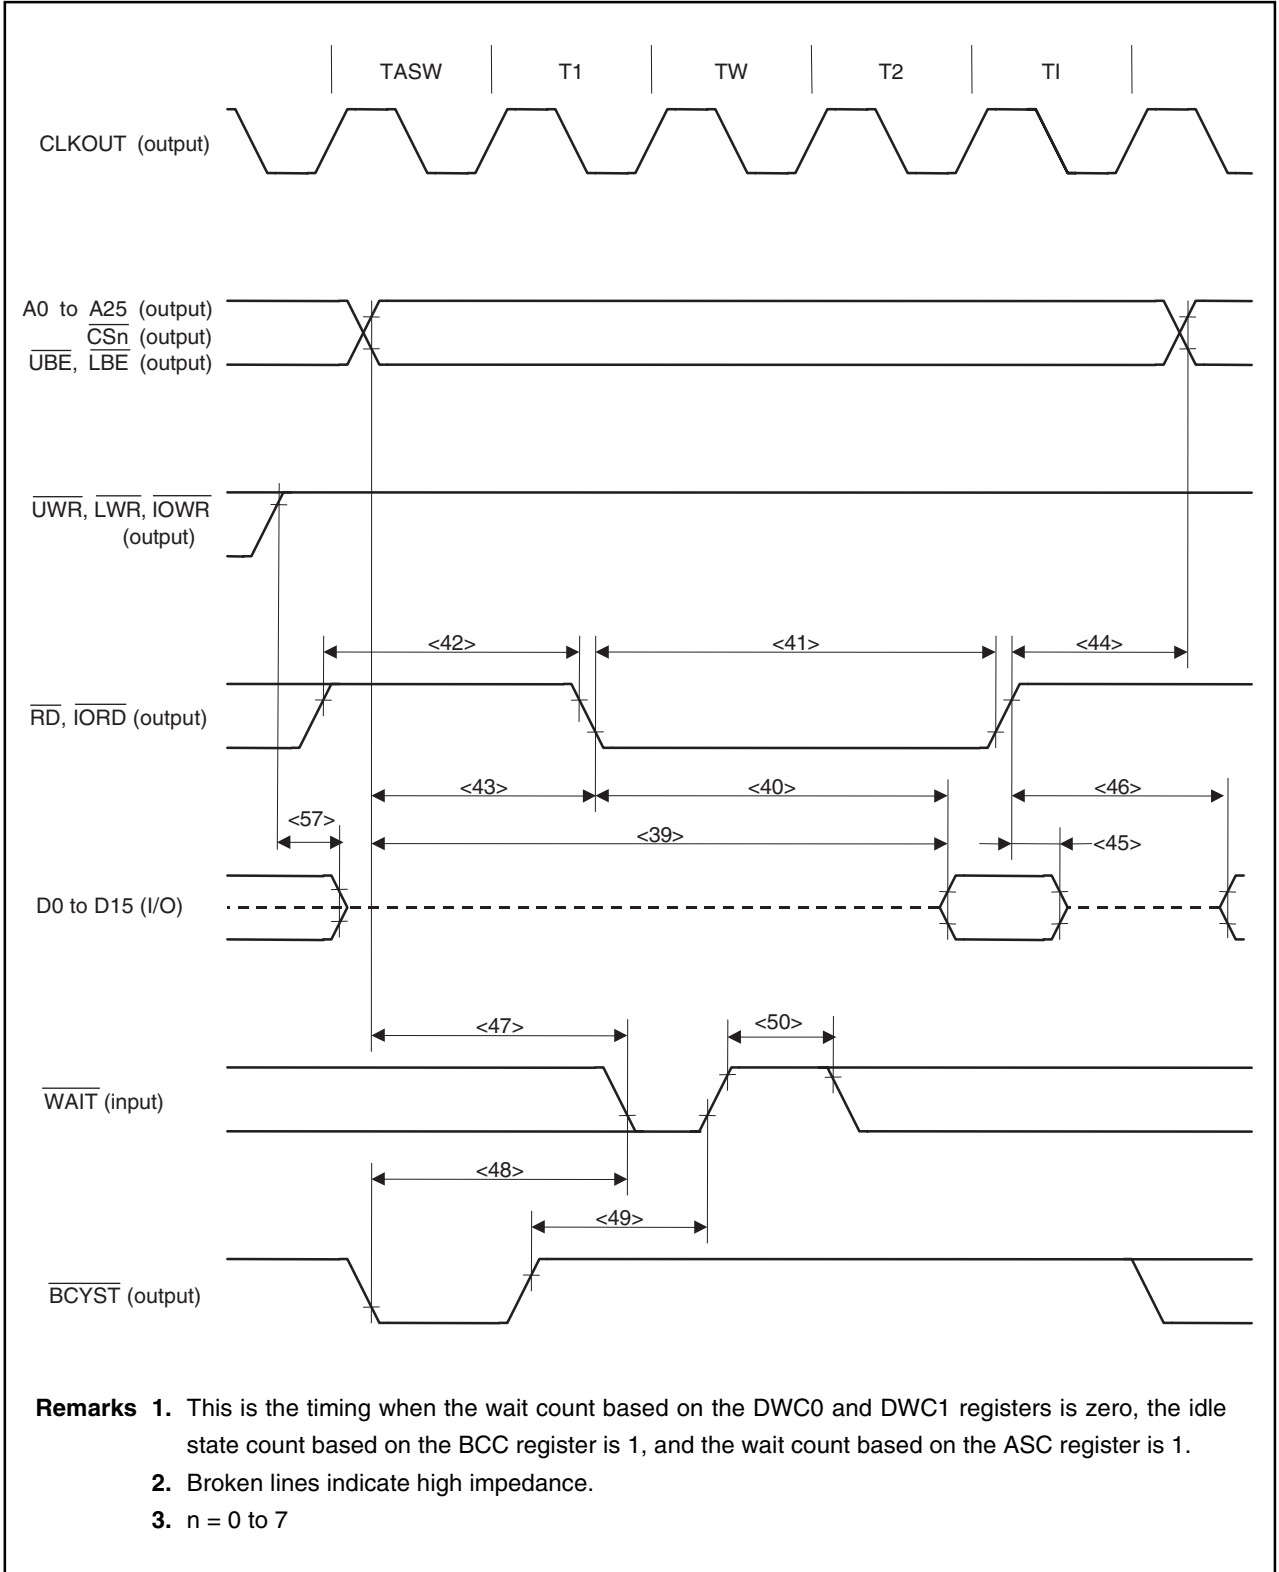 TASW T1 TW T2 TI
CLKOUT (output)
A0 to A25 (output)
CSn (output)
UBE, LBE (output)
UWR, LWR, IOWR
(output)
<42> <41> <44>
RD, IORD (output)
<43> <40> <46>
<57> <39> <45>
D0 to D15 (I/O)
<47> <50>
WAIT (input)
<48>
<49>
BCYST (output)
Remarks 1. This is the timing when the wait count based on the DWC0 and DWC1 registers is zero, the idle
state count based on the BCC register is 1, and the wait count based on the ASC register is 1.
2. Broken lines indicate high impedance.
3. n = 0 to 7